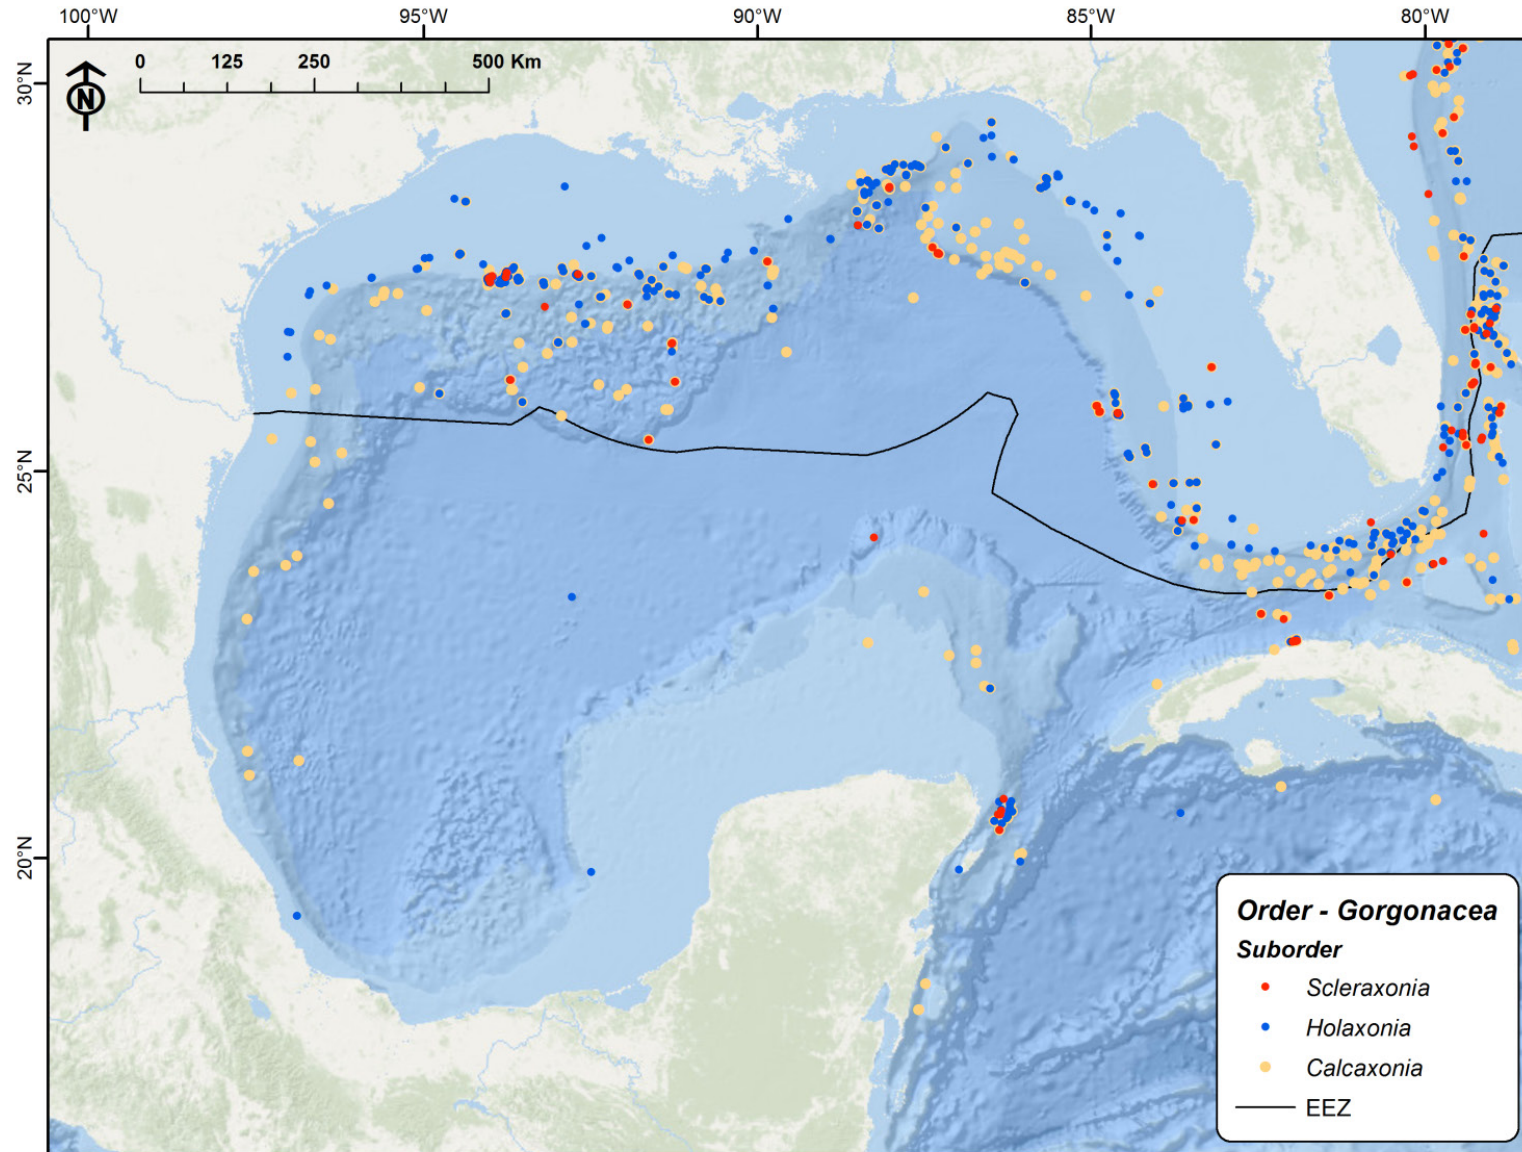 100°W 95°W 90°W 85°W 80°W
0 125 250 500 Km
N
30°N
25°N
20°N
Order - Gorgonacea
Suborder
Scleraxonia
Holaxonia
Calcaxonia
EEZ